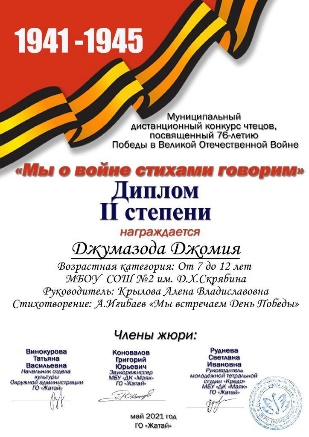 1941 -1945
Муниципальный
дистанционный конкурс чтецов,
посвященный 76-летию
Победы в Великой Отечественной Войне
«Мы о войне стихами говорим»
Диплом
II степени
награждается
Джумазода Джомия
Возрастная категория: От 7 до 12 лет
МБОУ СОШ №2 им. Д.Х.Скрябина
Руководитель: Крылова Алена Владиславовна
Стихотворение: А.Игибаев «Мы встречаем День Победы»
Члены жюри:
Винокурова
Татьяна
Васильевна
Начальник отдела
культуры
Окружной администрации
ГО «Жатай»
Коновалов
Григорий
Юрьевич
Звукорежиссер
МБУ «ДК «Маяк»
ГО «Жатай»
Руднева
Светлана
Ивановна
Руководитель
молодёжной театральной
студии «Кредо»
МБУ «ДК «Маяк»
ГО «Жатай»
май 2021 год
ГО «Жатай»